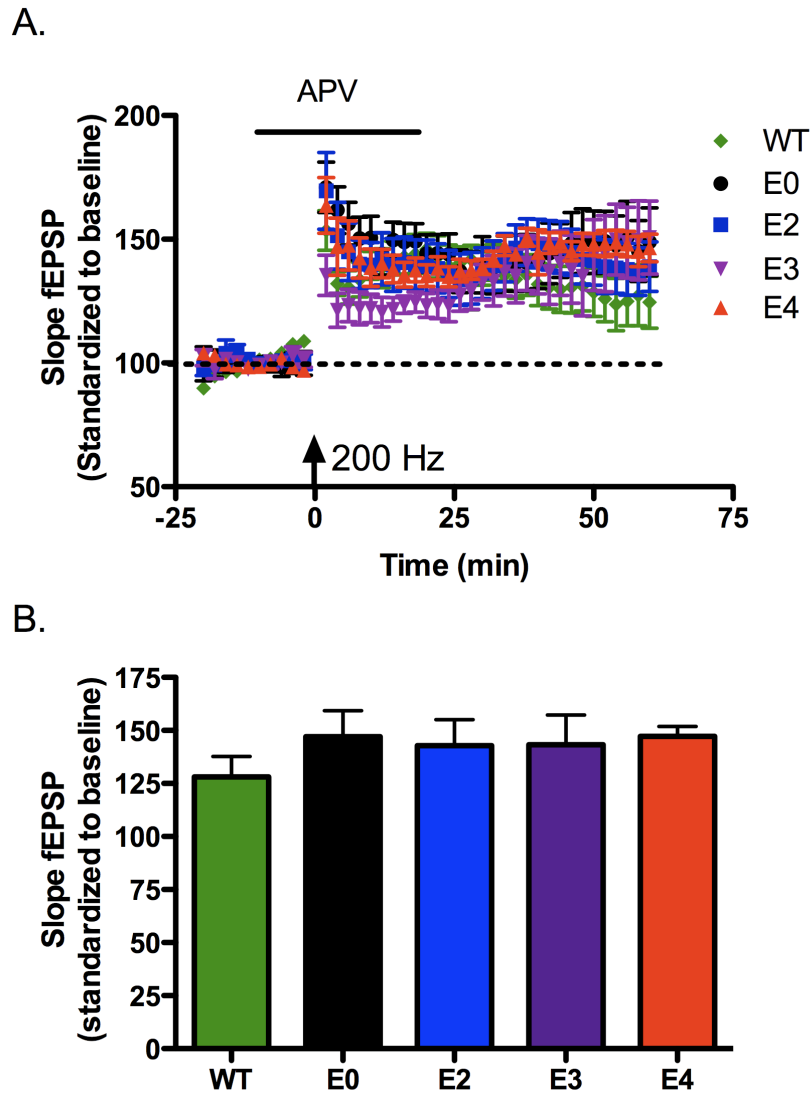 A.
APV
200
150
100
50
Slope fEPSP
(Standardized to baseline)
WT
E0
E2
E3
E4
200 Hz
-25
0
25
50
75
Time (min)
B.
175
150
125
100
75
50
25
0
Slope fEPSP
(standardized to baseline)
WT
E0
E2
E3
E4